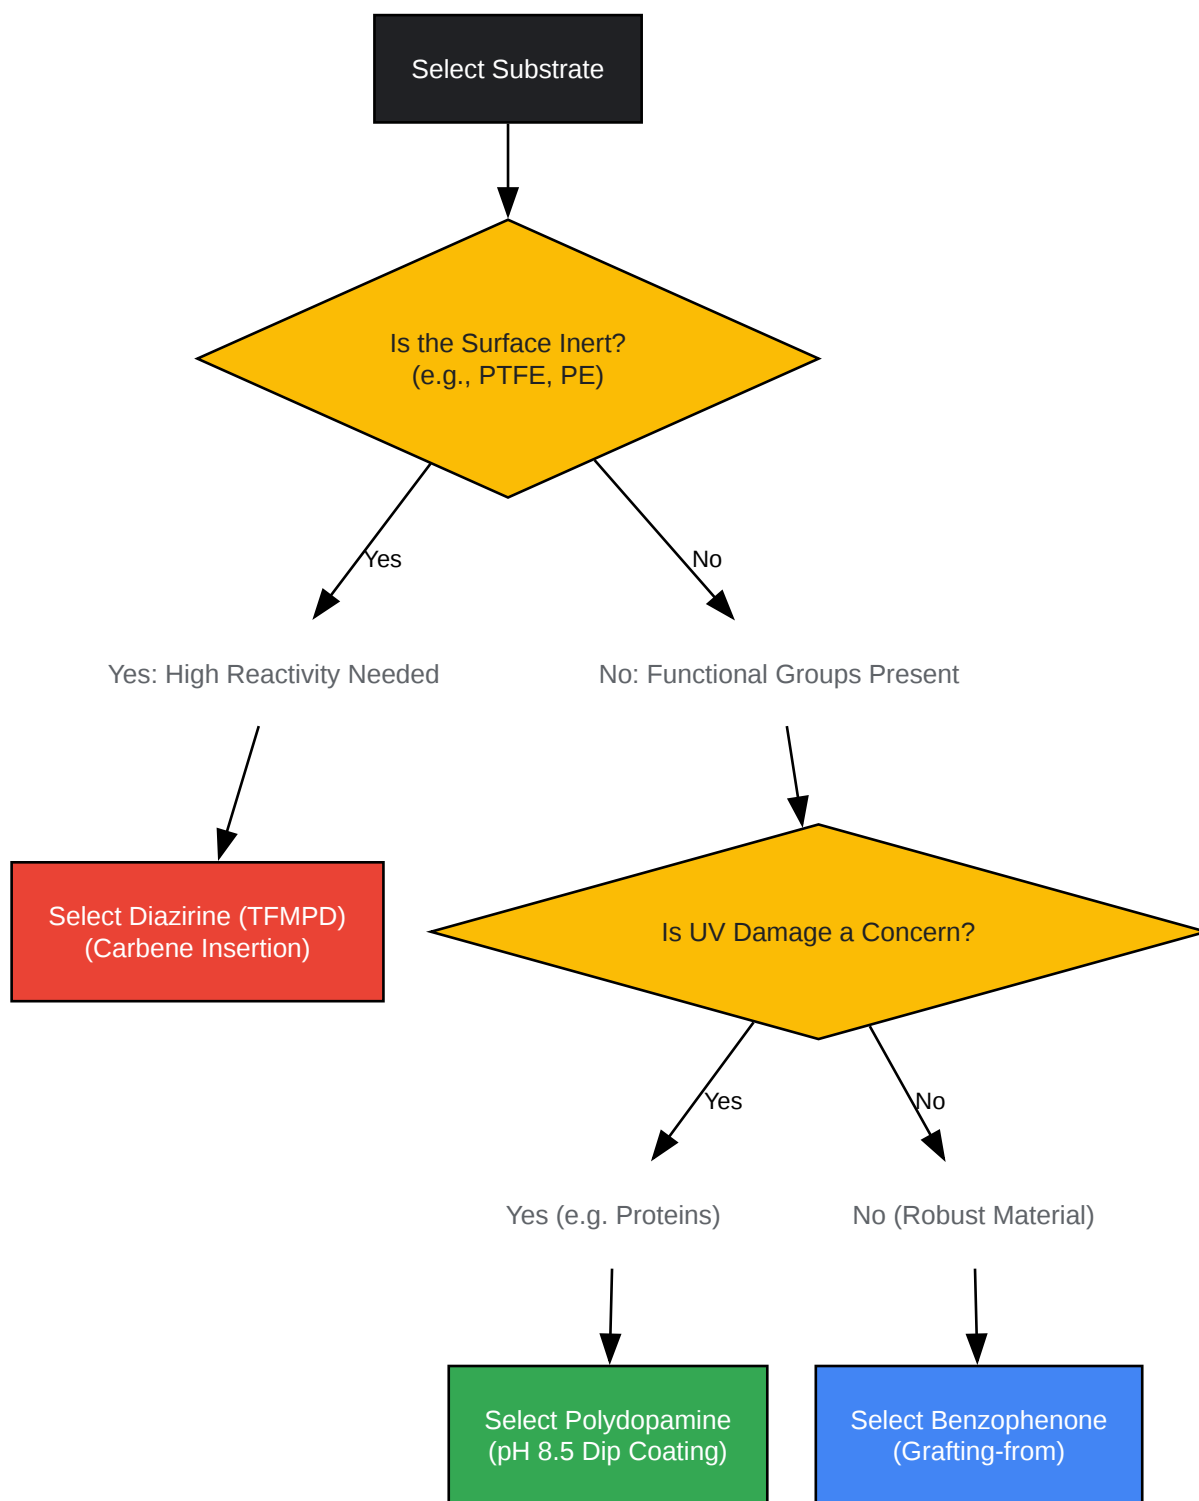 Select Substrate
Is the Surface Inert?
(e.g., PTFE, PE)
Yes
No
Yes: High Reactivity Needed
No: Functional Groups Present
Select Diazirine (TFMPD)
(Carbene Insertion)
Is UV Damage a Concern?
Yes
No
Yes (e.g. Proteins)
No (Robust Material)
Select Polydopamine
(pH 8.5 Dip Coating)
Select Benzophenone
(Grafting-from)